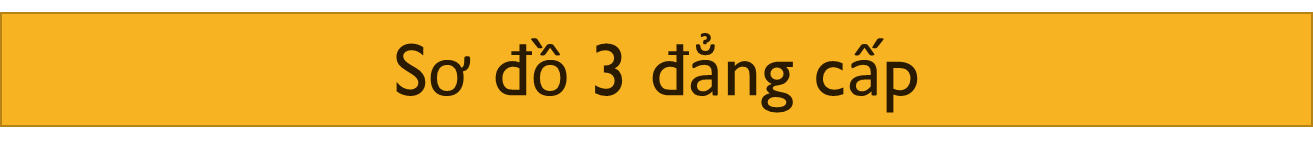 Sơ đồ 3 đẳng cấp